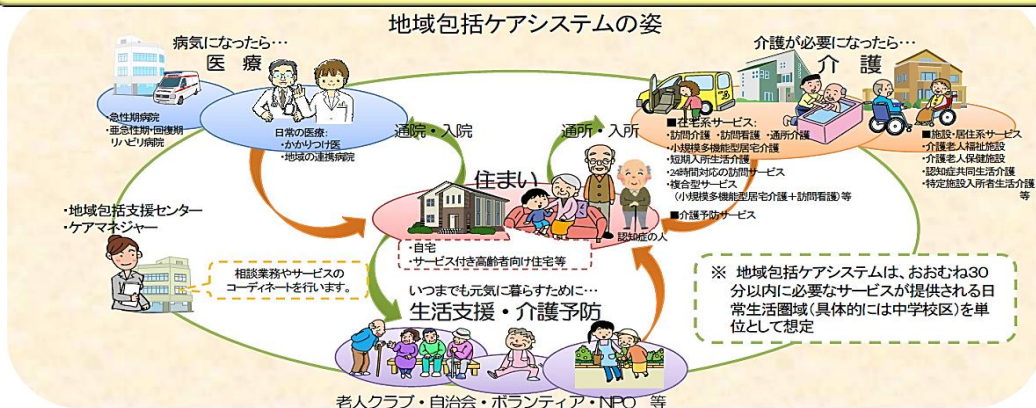 地域包括ケアシステムの姿
病気になったら…
医療
・急性期病院
・亜急性期・回復期
リハビリ病院
日常の医療:
・かかりつけ医
・地域の連携病院
通院・入院
通所・入所
介護が必要になったら…
介護
■在宅系サービス:
・訪問介護・訪問看護・通所介護
・小規模多機能型居宅介護
・短期入所生活介護
・24時間対応の訪問サービス
・複合型サービス
(小規模多機能型居宅介護+訪問看護)等
■介護予防サービス
■施設・居住系サービス
・介護老人福祉施設
・介護老人保健施設
・認知症共同生活介護
・特定施設入所者生活介護
等
住まい
・自宅
・サービス付き高齢者向け住宅等
認知症の人
・地域包括支援センター
・ケアマネジャー
相談業務やサービスの
コーディネートを行います。
いつまでも元気に暮らすために…
生活支援・介護予防
老人クラブ・自治会・ボランティア・NPO 等
※ 地域包括ケアシステムは、おおむね30
分以内に必要なサービスが提供される日
常生活圏域(具体的には中学校区)を単
位として想定